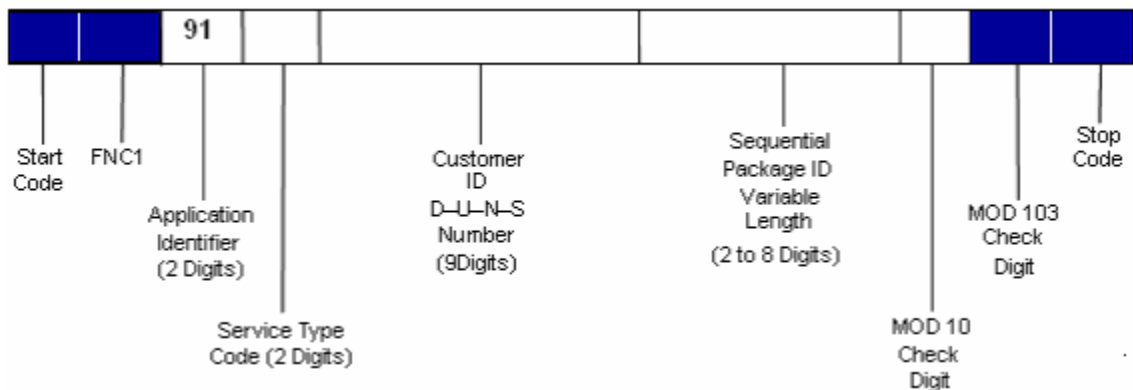 91
Start
Code
FNC1
Application
Identifier
(2 Digits)
Service Type
Code (2 Digits)
Customer
ID
D–U–N–S
Number
(9Digits)
Sequential
Package ID
Variable
Length
(2 to 8 Digits)
MOD 10
Check
Digit
MOD 103
Check
Digit
Stop
Code